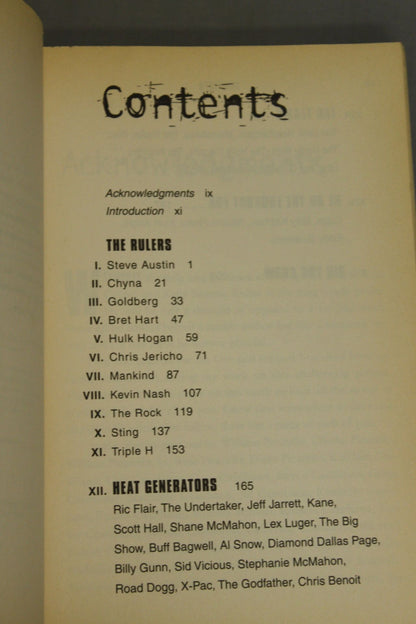 Contents
Acknowledgments ix
Introduction xi
THE RULERS
I. Steve Austin 1
II. Chyna 21
III. Goldberg 33
IV. Bret Hart 47
V. Hulk Hogan 59
VI. Chris Jericho 71
VII. Mankind 87
VIII. Kevin Nash 107
IX. The Rock 119
X. Sting 137
XI. Triple H 153
XII. HEAT GENERATORS 165
Ric Flair, The Undertaker, Jeff Jarrett, Kane,
Scott Hall, Shane McMahon, Lex Luger, The Big
Show, Buff Bagwell, Al Snow, Diamond Dallas Page,
Billy Gunn, Sid Vicious, Stephanie McMahon,
Road Dogg, X-Pac, The Godfather, Chris Benoit